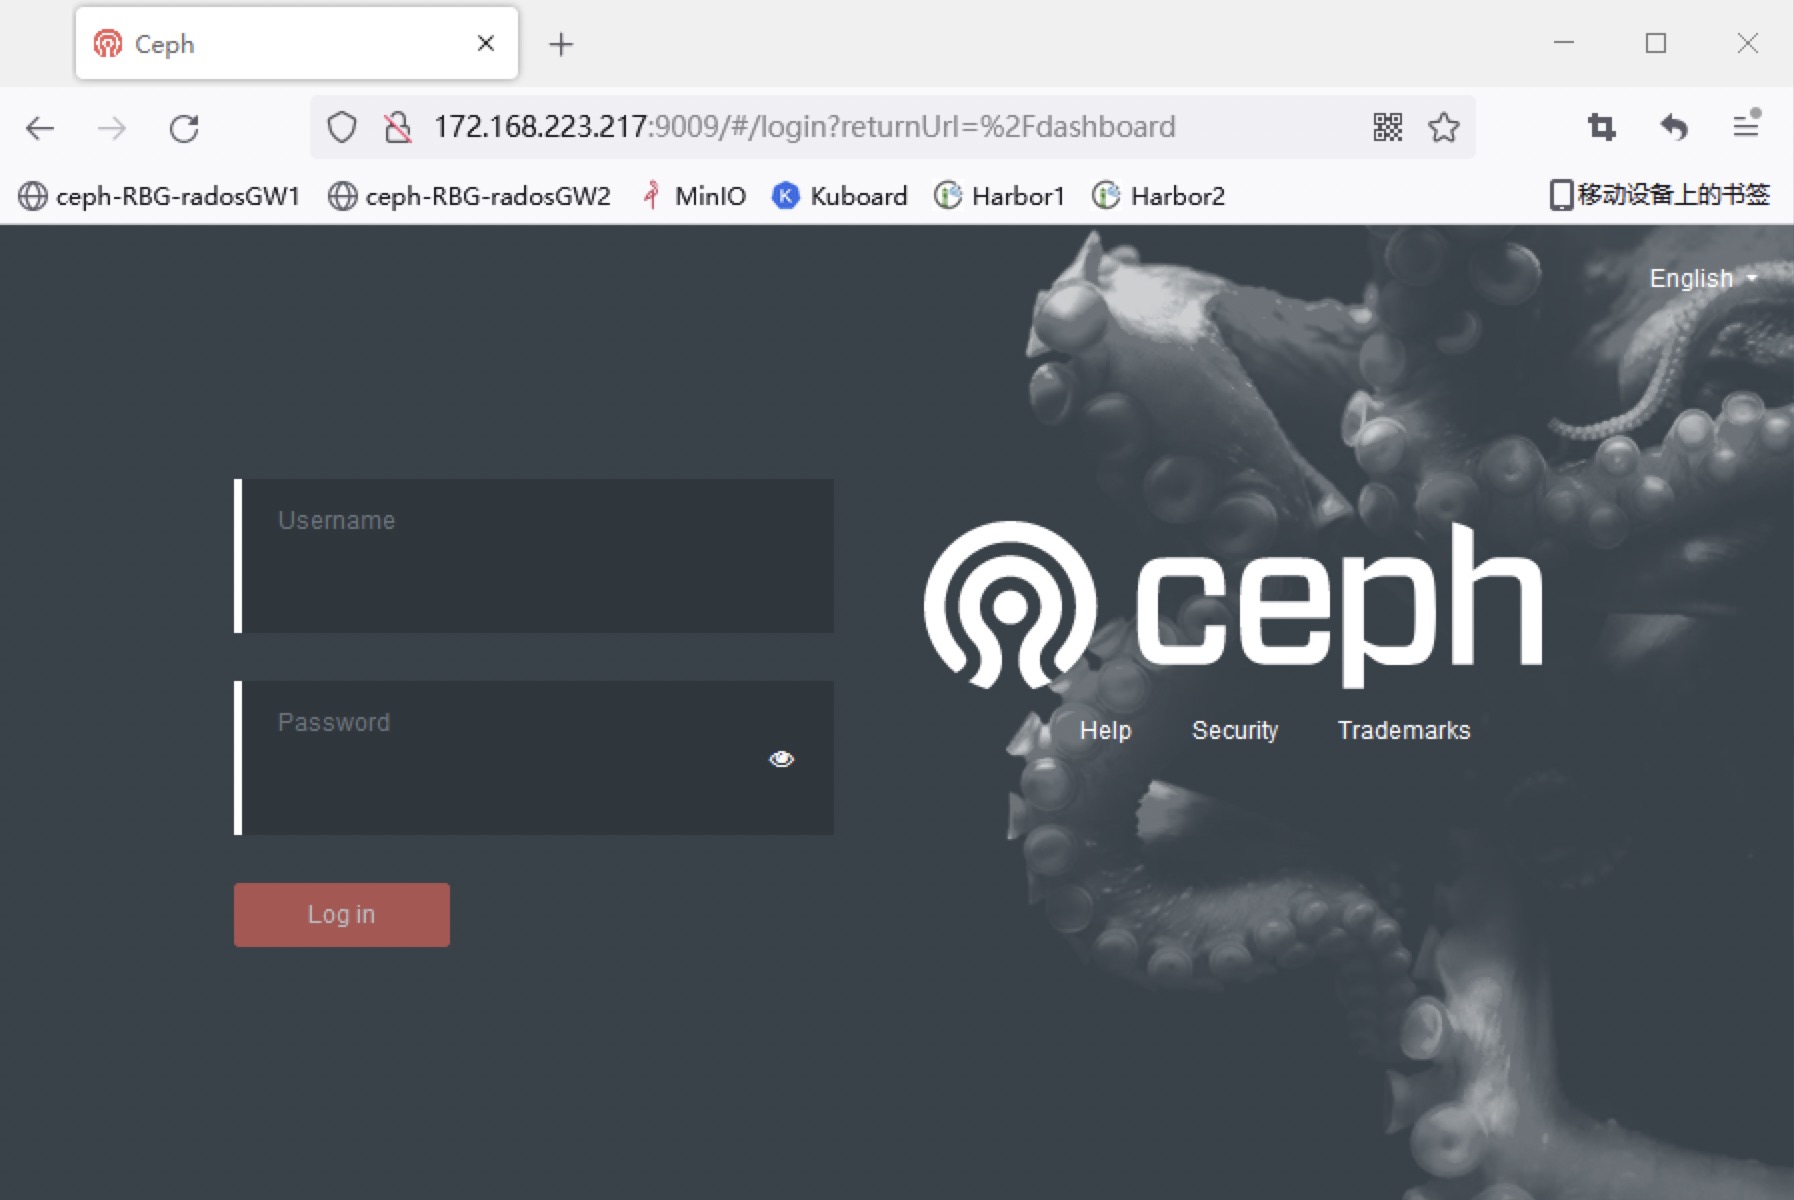 Ceph
172.168.223.217:9009/#/login?returnUrl=%2Fdashboard
ceph-RBG-radosGW1 ceph-RBG-radosGW2 MinIO Kuboard Harbor1 Harbor2 移动设备上的书签
English
Username
ceph
Password
Help Security Trademarks
Log in